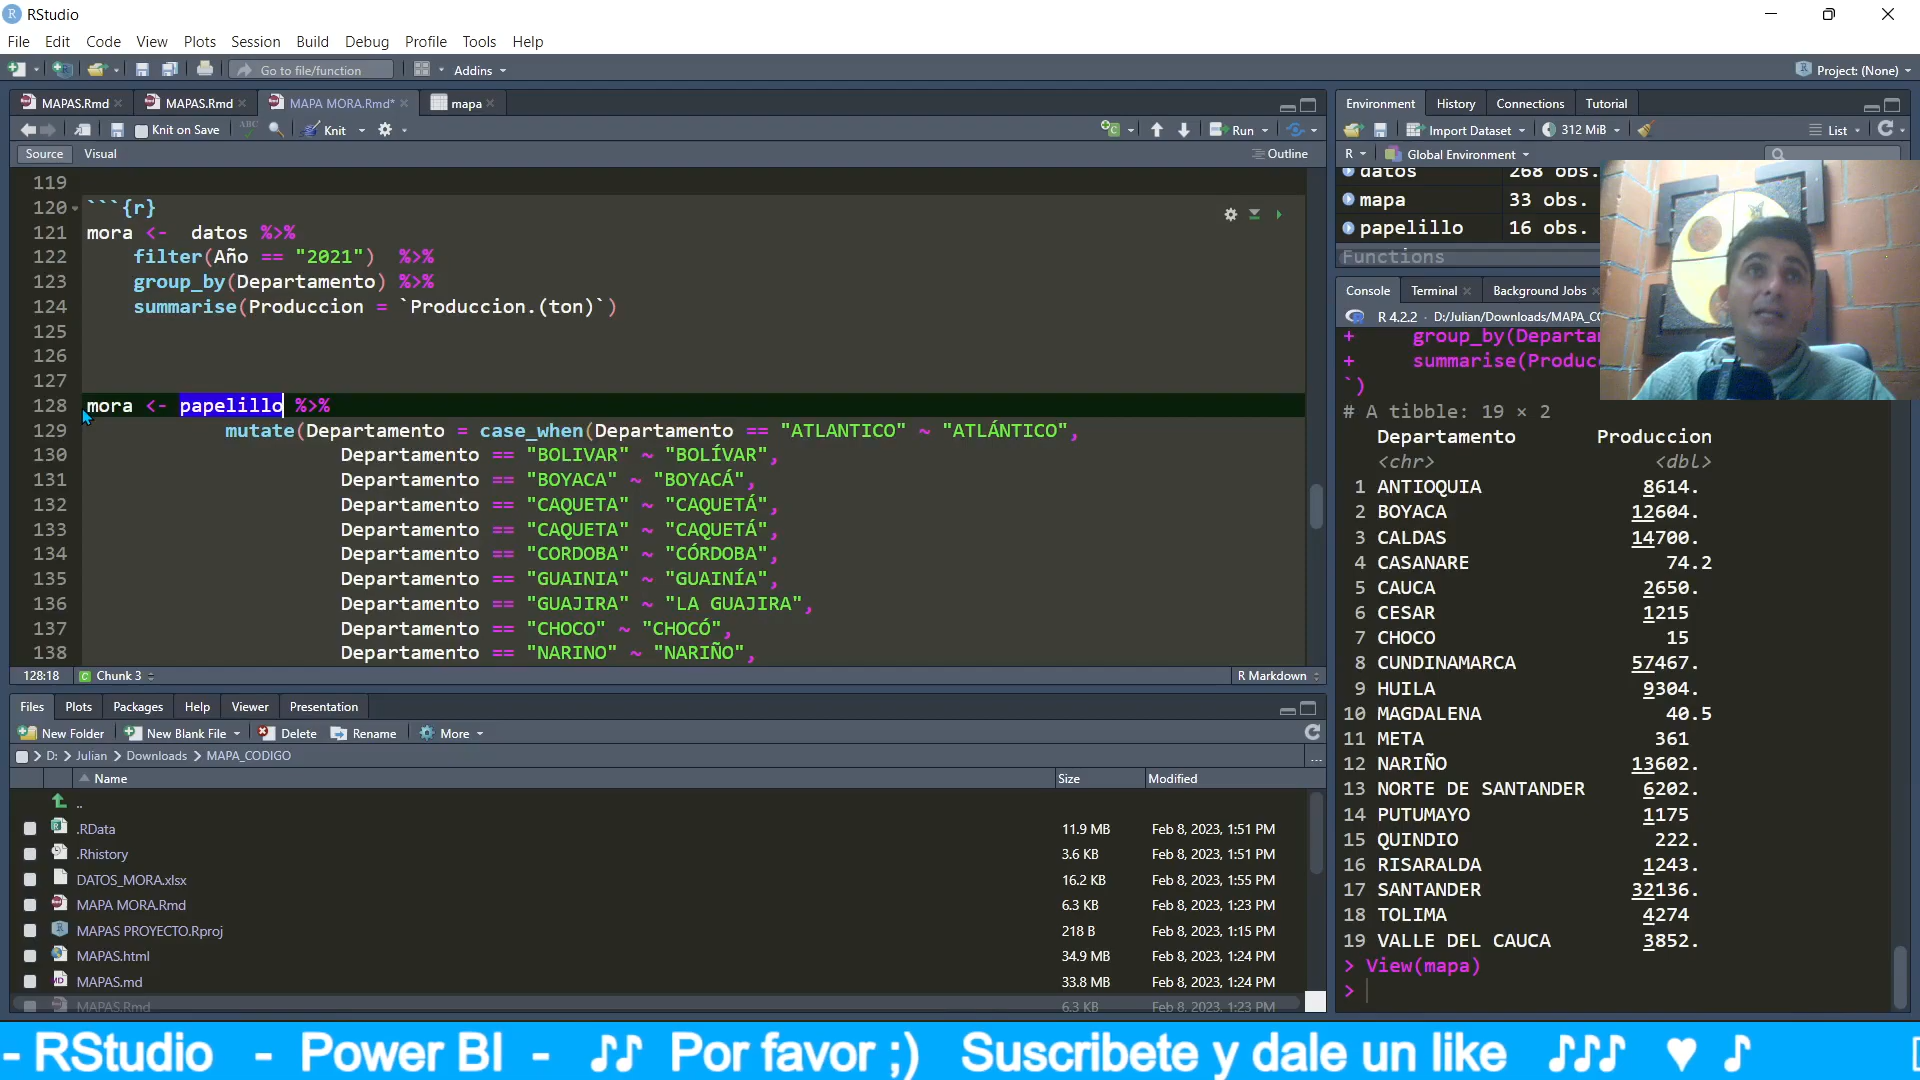 RStudio
File Edit Code View Plots Session Build Debug Profile Tools Help
Go to file/function Addins Project: (None)
MAPAS.Rmd MAPAS.Rmd MAPA MORA.Rmd* mapa
Knit on Save ABC Knit Run
Source Visual Outline
119
120 ```{r}
121 mora <- datos %>%
122 filter(Año == "2021") %>%
123 group_by(Departamento) %>%
124 summarise(Produccion = `Produccion.(ton)`)
125
126
127
128 mora <- papelillo %>%
129 mutate(Departamento = case_when(Departamento == "ATLANTICO" ~ "ATLÁNTICO",
130 Departamento == "BOLIVAR" ~ "BOLÍVAR",
131 Departamento == "BOYACA" ~ "BOYACÁ",
132 Departamento == "CAQUETA" ~ "CAQUETÁ",
133 Departamento == "CAQUETA" ~ "CAQUETÁ",
134 Departamento == "CORDOBA" ~ "CÓRDOBA",
135 Departamento == "GUAINIA" ~ "GUAINÍA",
136 Departamento == "GUAJIRA" ~ "LA GUAJIRA",
137 Departamento == "CHOCO" ~ "CHOCÓ",
138 Departamento == "NARINO" ~ "NARIÑO",
128:18 Chunk 3 R Markdown
Files Plots Packages Help Viewer Presentation
New Folder New Blank File Delete Rename More
D: > Julian > Downloads > MAPA_CODIGO ...
Name Size Modified
..
.RData 11.9 MB Feb 8, 2023, 1:51 PM
.Rhistory 3.6 KB Feb 8, 2023, 1:51 PM
DATOS_MORA.xlsx 16.2 KB Feb 8, 2023, 1:55 PM
MAPA MORA.Rmd 6.3 KB Feb 8, 2023, 1:23 PM
MAPAS PROYECTO.Rproj 218 B Feb 8, 2023, 1:15 PM
MAPAS.html 34.9 MB Feb 8, 2023, 1:24 PM
MAPAS.md 33.8 MB Feb 8, 2023, 1:24 PM
MAPAS.Rmd 6.3 KB Feb 8, 2023, 1:23 PM
Environment History Connections Tutorial
Import Dataset 312 MiB List
R Global Environment
datos 268 obs.
mapa 33 obs.
papelillo 16 obs.
Functions
Console Terminal Background Jobs
R 4.2.2 · D:/Julian/Downloads/MAPA_CO
+ group_by(Departa
+ summarise(Produc
`)
# A tibble: 19 × 2
Departamento Produccion
<chr> <dbl>
1 ANTIOQUIA 8614.
2 BOYACA 12604.
3 CALDAS 14700.
4 CASANARE 74.2
5 CAUCA 2650.
6 CESAR 1215
7 CHOCO 15
8 CUNDINAMARCA 57467.
9 HUILA 9304.
10 MAGDALENA 40.5
11 META 361
12 NARIÑO 13602.
13 NORTE DE SANTANDER 6202.
14 PUTUMAYO 1175
15 QUINDIO 222.
16 RISARALDA 1243.
17 SANTANDER 32136.
18 TOLIMA 4274
19 VALLE DEL CAUCA 3852.
> View(mapa)
>
- RStudio - Power BI - ♪♪ Por favor ;) Suscribete y dale un like ♪♪♪ ♥ ♪